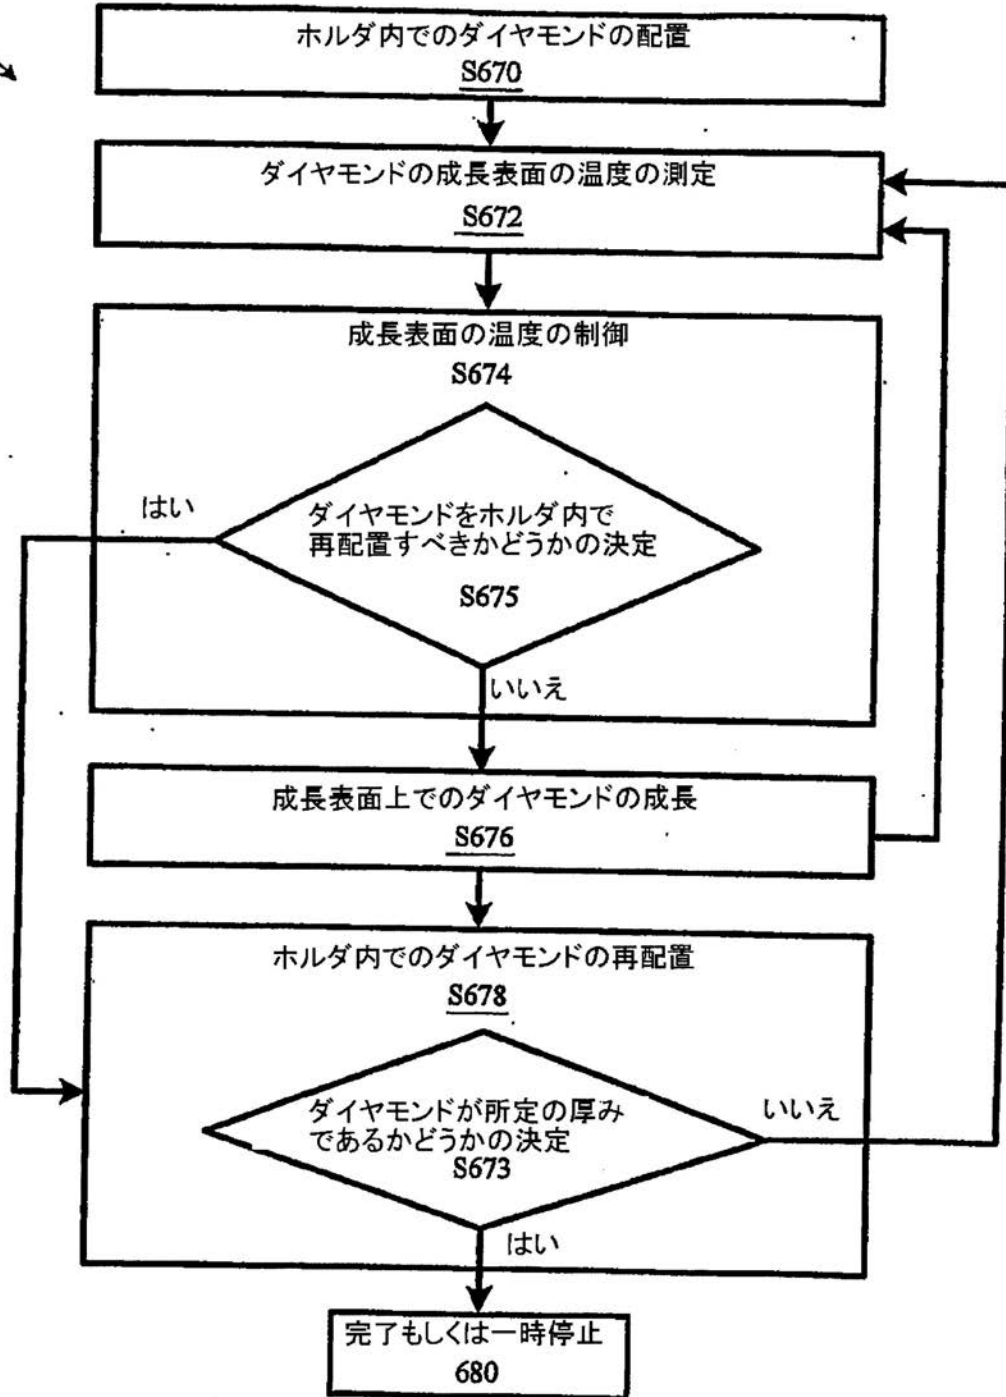 ホルダ内でのダイヤモンドの配置
S670
ダイヤモンドの成長表面の温度の測定
S672
成長表面の温度の制御
S674
はい
ダイヤモンドをホルダ内で
再配置すべきかどうかの決定
S675
いいえ
成長表面上でのダイヤモンドの成長
S676
ホルダ内でのダイヤモンドの再配置
S678
ダイヤモンドが所定の厚み
であるかどうかの決定
S673
いいえ
はい
完了もしくは一時停止
680